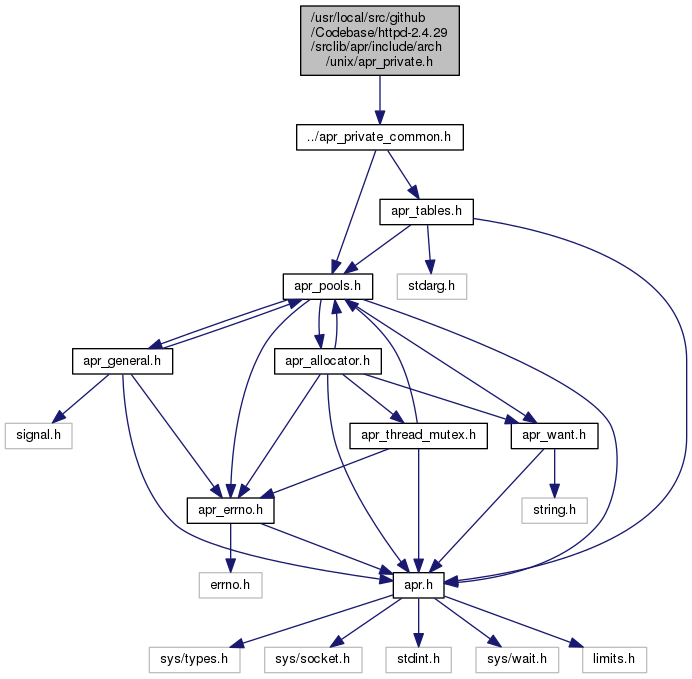 /usr/local/src/github
/Codebase/httpd-2.4.29
/srclib/apr/include/arch
/unix/apr_private.h
../apr_private_common.h
apr_tables.h
apr_pools.h
stdarg.h
apr_general.h
apr_allocator.h
signal.h
apr_thread_mutex.h
apr_want.h
apr_errno.h
string.h
errno.h
apr.h
sys/types.h
sys/socket.h
stdint.h
sys/wait.h
limits.h